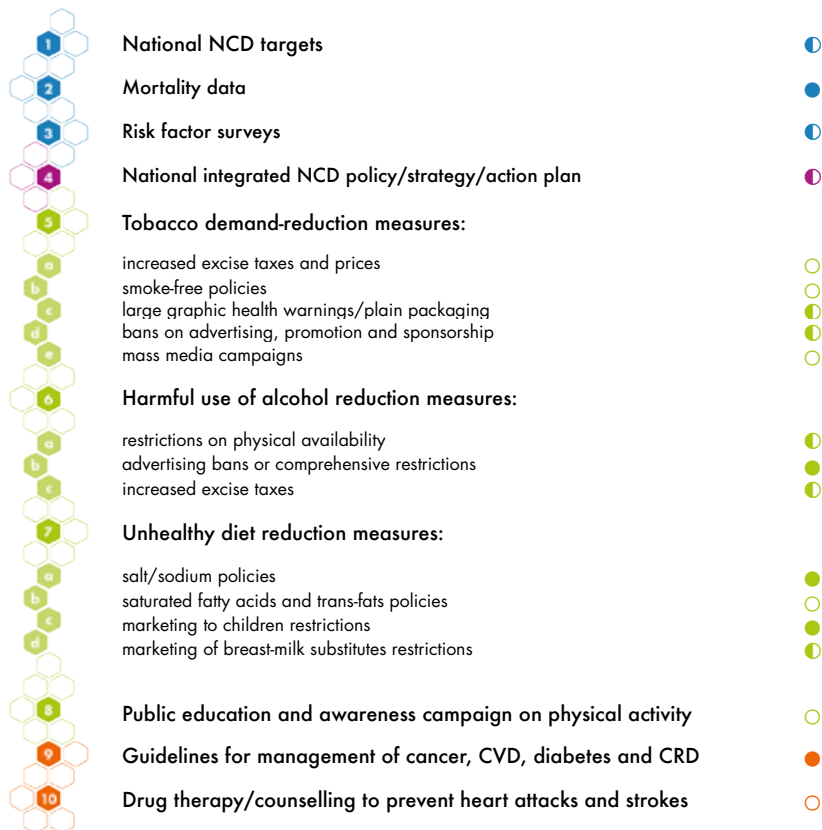 1 National NCD targets
2 Mortality data
3 Risk factor surveys
4 National integrated NCD policy/strategy/action plan
5 Tobacco demand-reduction measures:
a increased excise taxes and prices
b smoke-free policies
c large graphic health warnings/plain packaging
d bans on advertising, promotion and sponsorship
e mass media campaigns
6 Harmful use of alcohol reduction measures:
a restrictions on physical availability
b advertising bans or comprehensive restrictions
c increased excise taxes
7 Unhealthy diet reduction measures:
a salt/sodium policies
b saturated fatty acids and trans-fats policies
c marketing to children restrictions
d marketing of breast-milk substitutes restrictions
8 Public education and awareness campaign on physical activity
9 Guidelines for management of cancer, CVD, diabetes and CRD
10 Drug therapy/counselling to prevent heart attacks and strokes